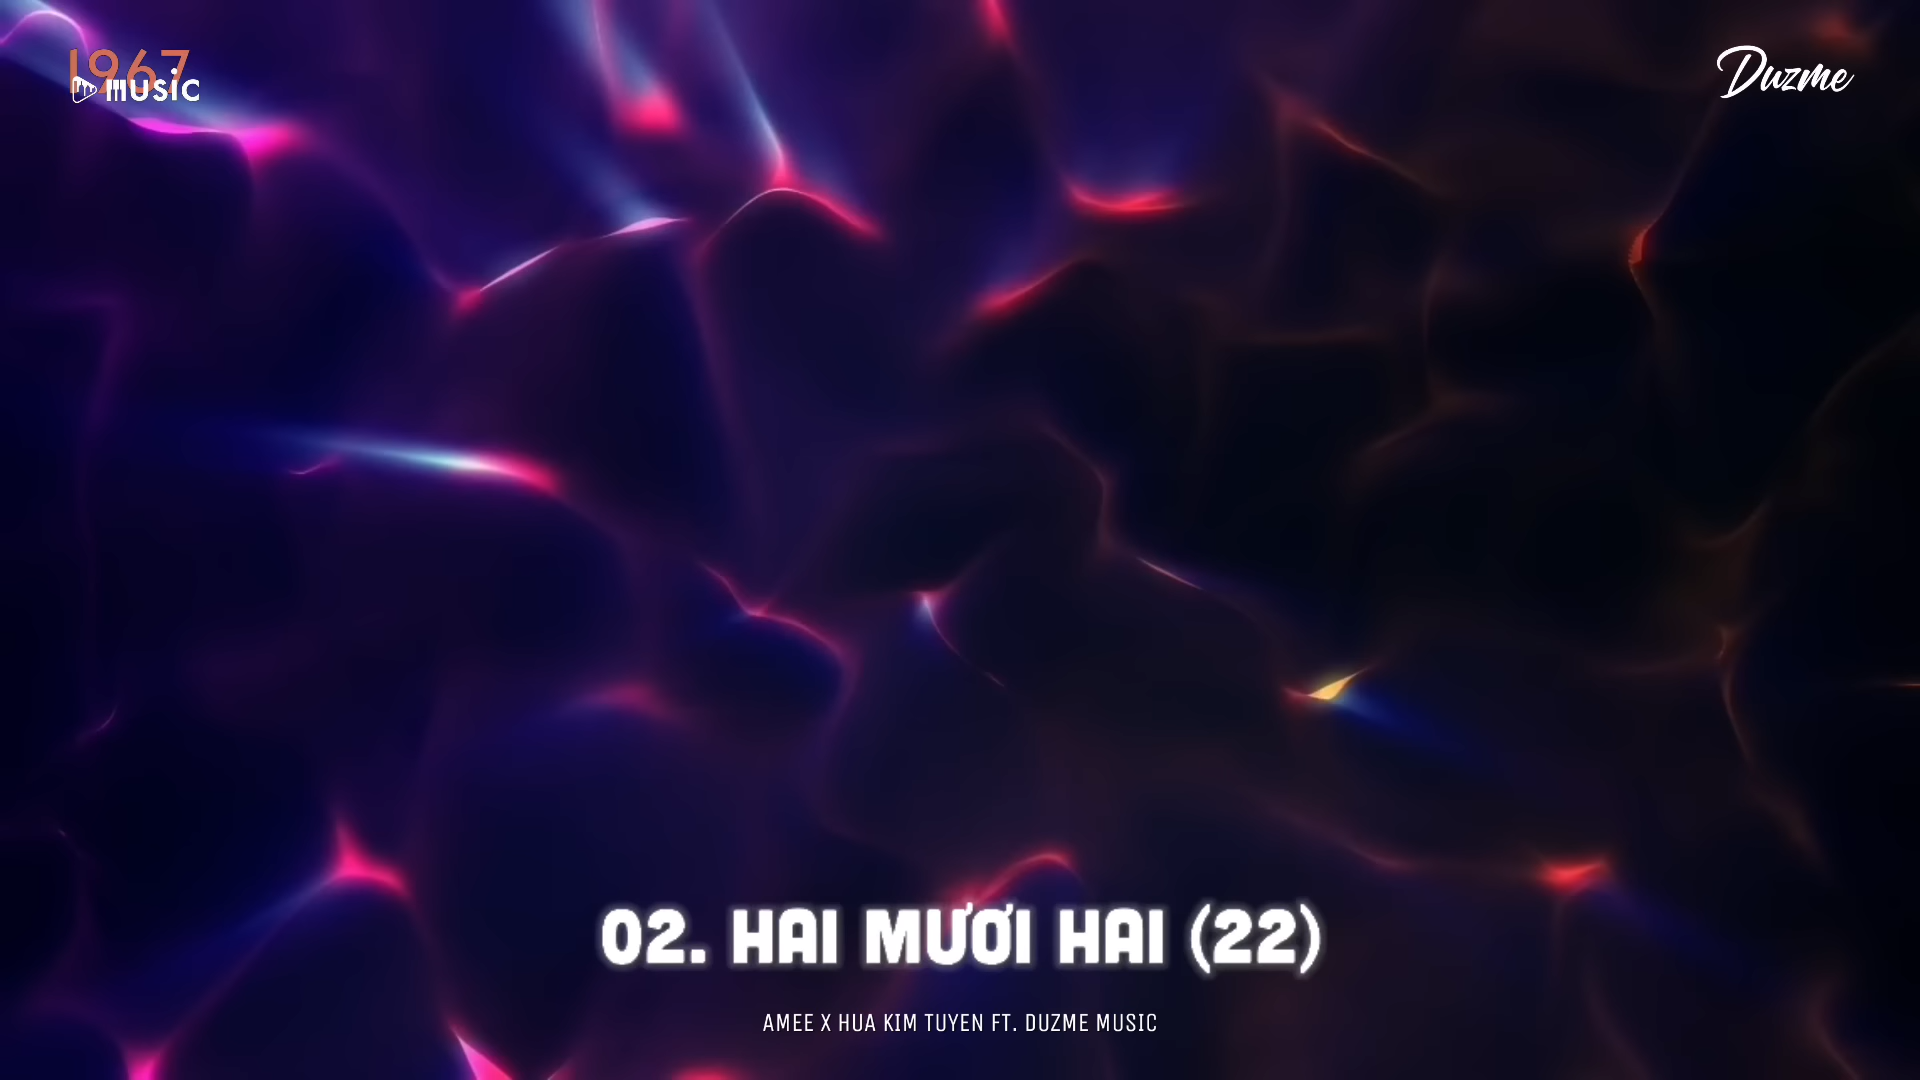 1967
music
Duzme
02. HAI MƯƠI HAI (22)
AMEE X HUA KIM TUYEN FT. DUZME MUSIC